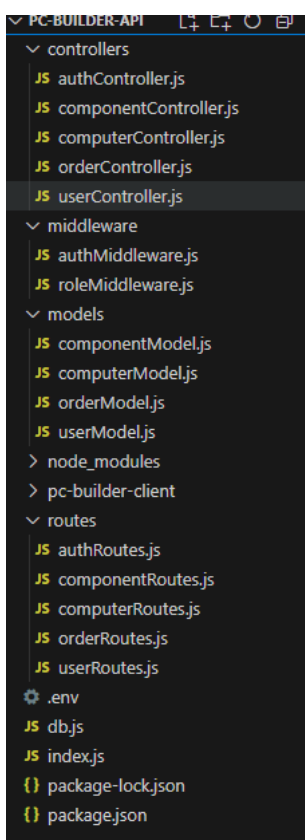 PC-BUILDER-API
controllers
JS authController.js
JS componentController.js
JS computerController.js
JS orderController.js
JS userController.js
middleware
JS authMiddleware.js
JS roleMiddleware.js
models
JS componentModel.js
JS computerModel.js
JS orderModel.js
JS userModel.js
node_modules
pc-builder-client
routes
JS authRoutes.js
JS componentRoutes.js
JS computerRoutes.js
JS orderRoutes.js
JS userRoutes.js
.env
JS db.js
JS index.js
{} package-lock.json
{} package.json